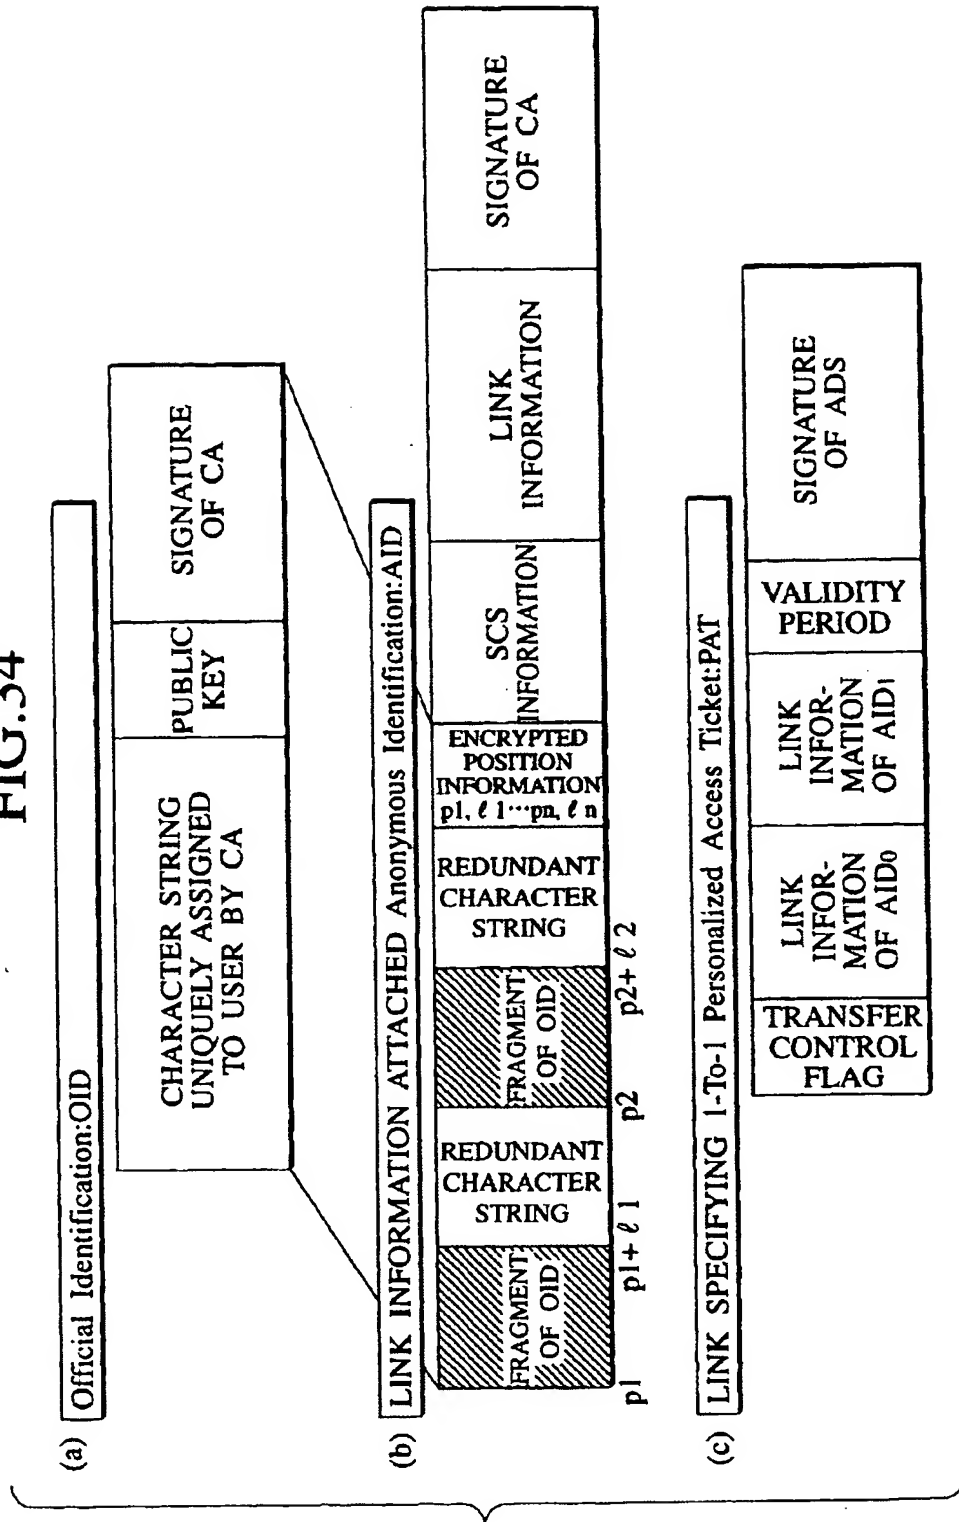 FIG.34
(a)
Official Identification:OID
CHARACTER STRING
UNIQUELY ASSIGNED
TO USER BY CA
PUBLIC
KEY
SIGNATURE
OF CA
(b)
LINK INFORMATION ATTACHED Anonymous Identification:AID
FRAGMENT
OF OID
REDUNDANT
CHARACTER
STRING
FRAGMENT
OF OID
REDUNDANT
CHARACTER
STRING
ENCRYPTED
POSITION
INFORMATION
p1, ℓ 1···pn, ℓ n
SCS
INFORMATION
LINK
INFORMATION
SIGNATURE
OF CA
p1
p1+ ℓ 1
p2
p2+ ℓ 2
(c)
LINK SPECIFYING 1-To-1 Personalized Access Ticket:PAT
TRANSFER
CONTROL
FLAG
LINK
INFOR-
MATION
OF AID0
LINK
INFOR-
MATION
OF AID1
VALIDITY
PERIOD
SIGNATURE
OF ADS